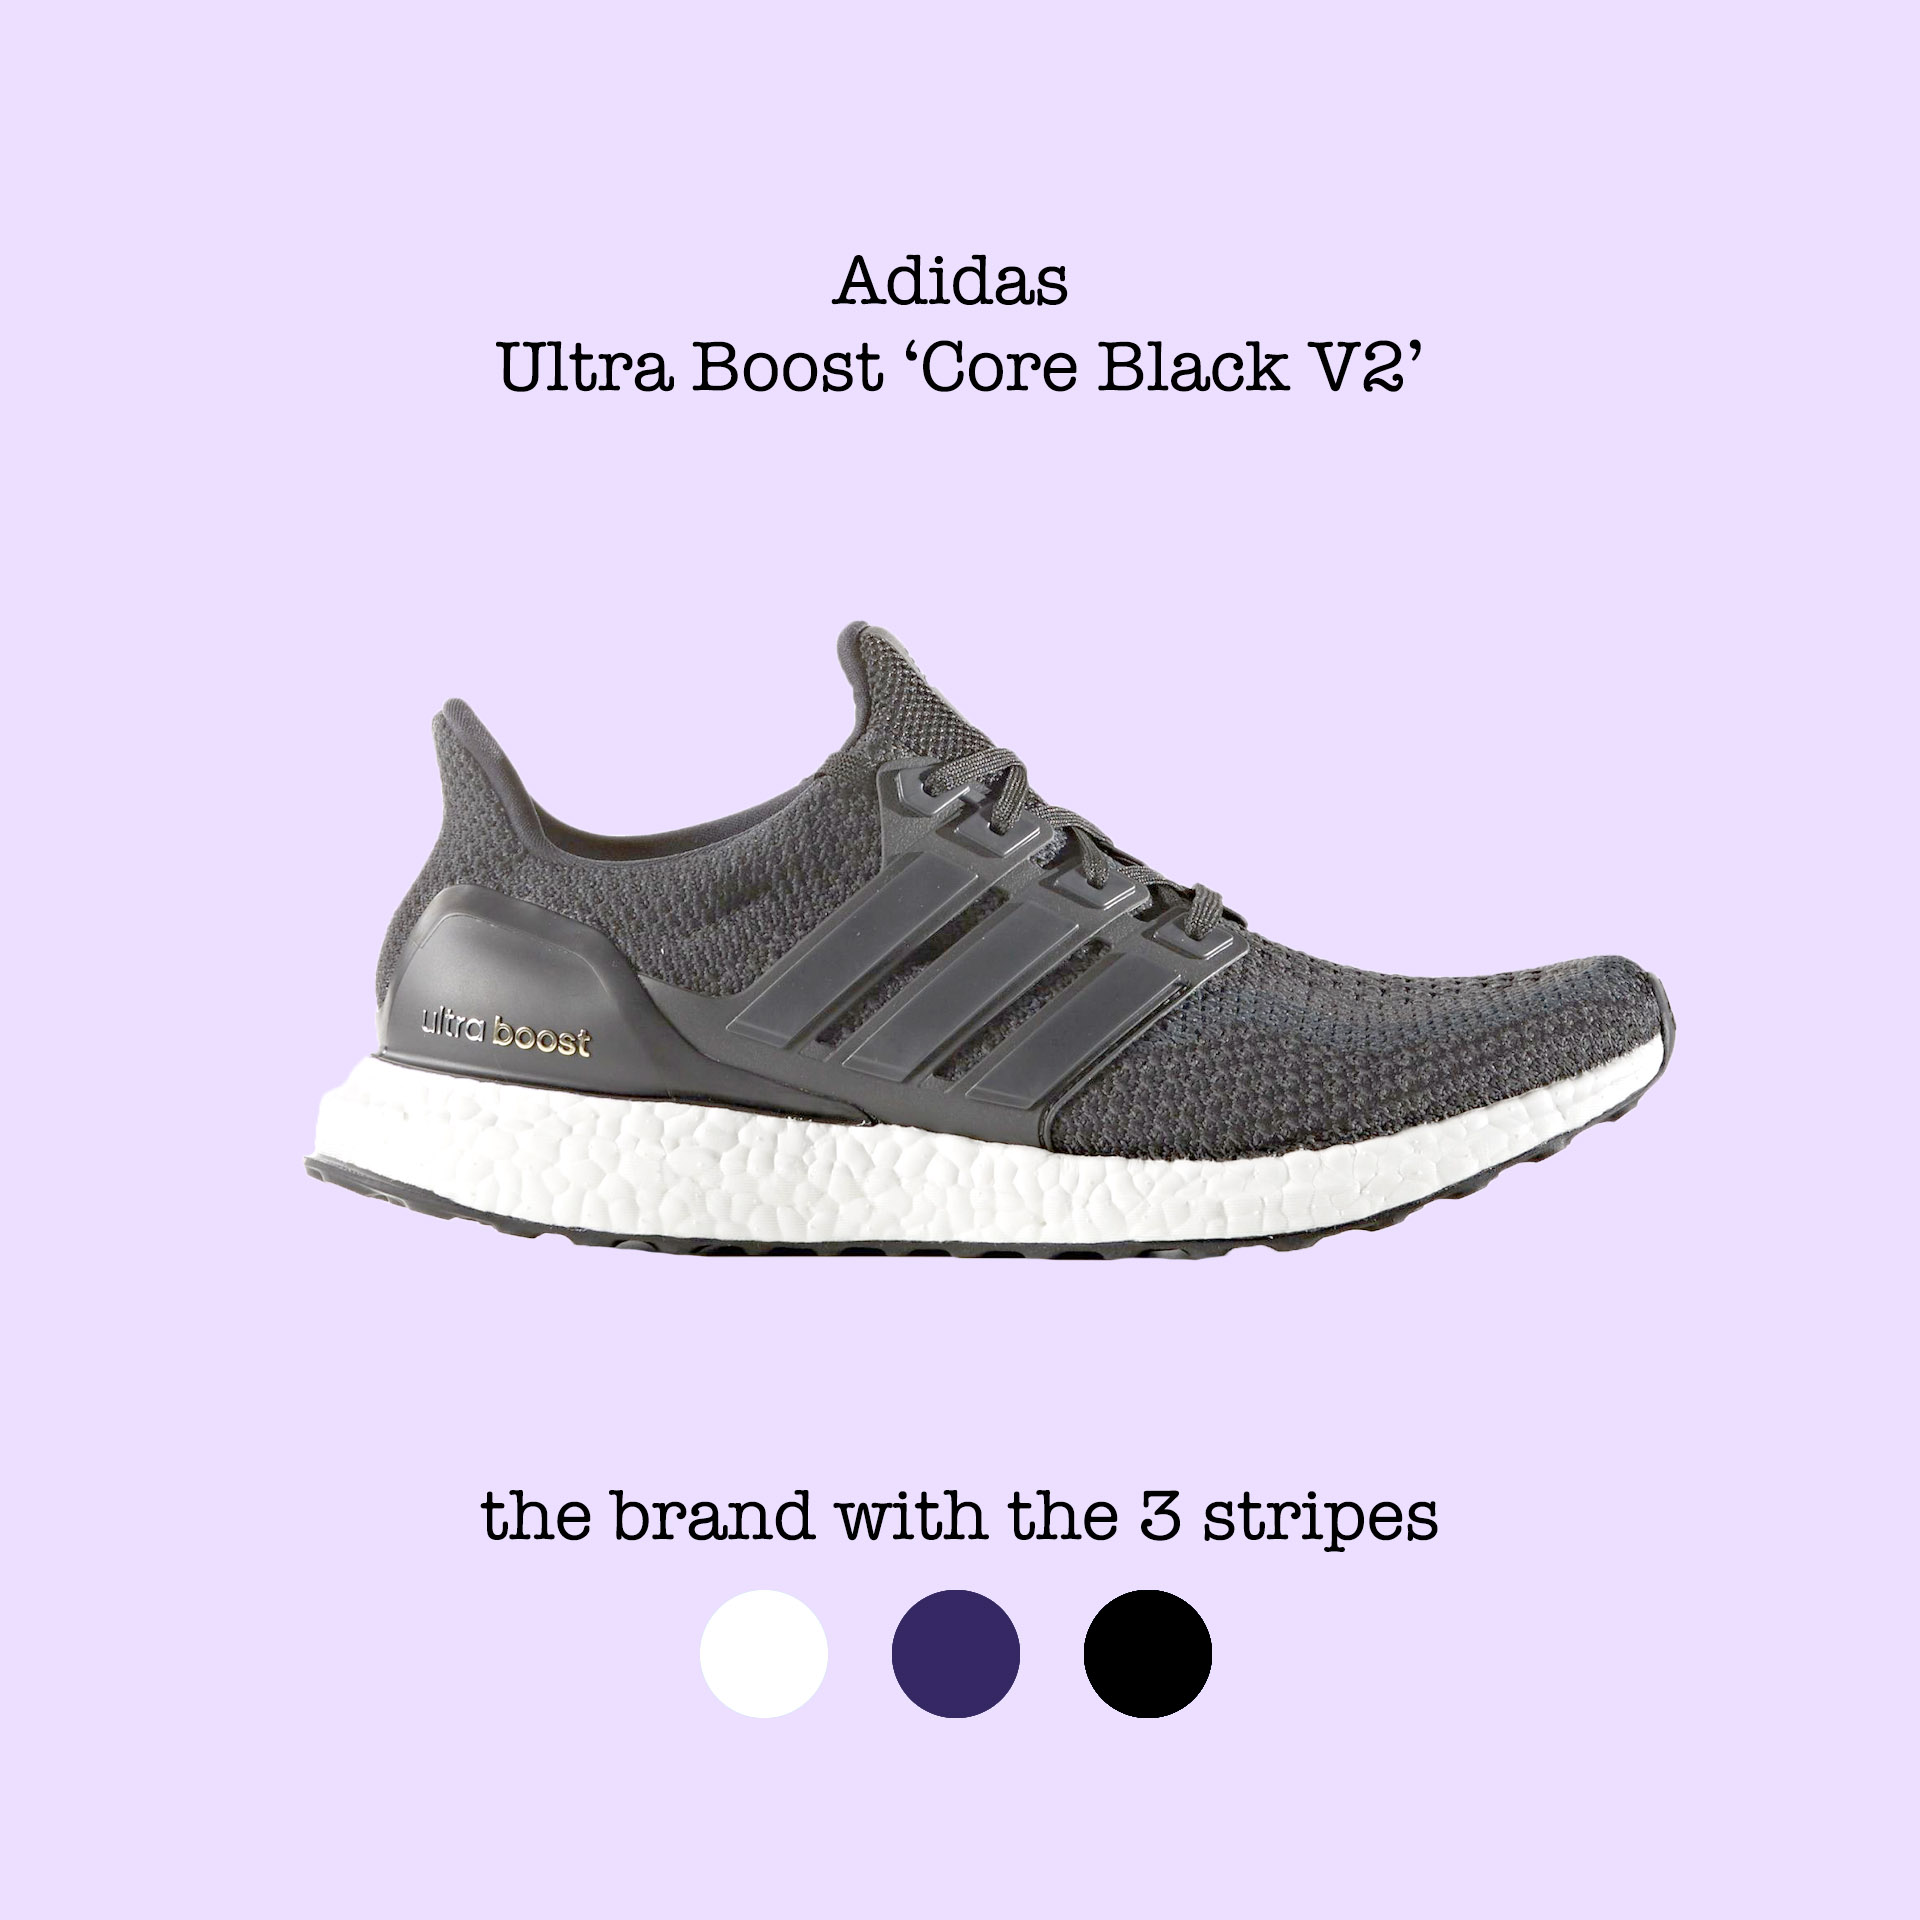 Adidas
Ultra Boost ‘Core Black V2’
ultra boost
the brand with the 3 stripes